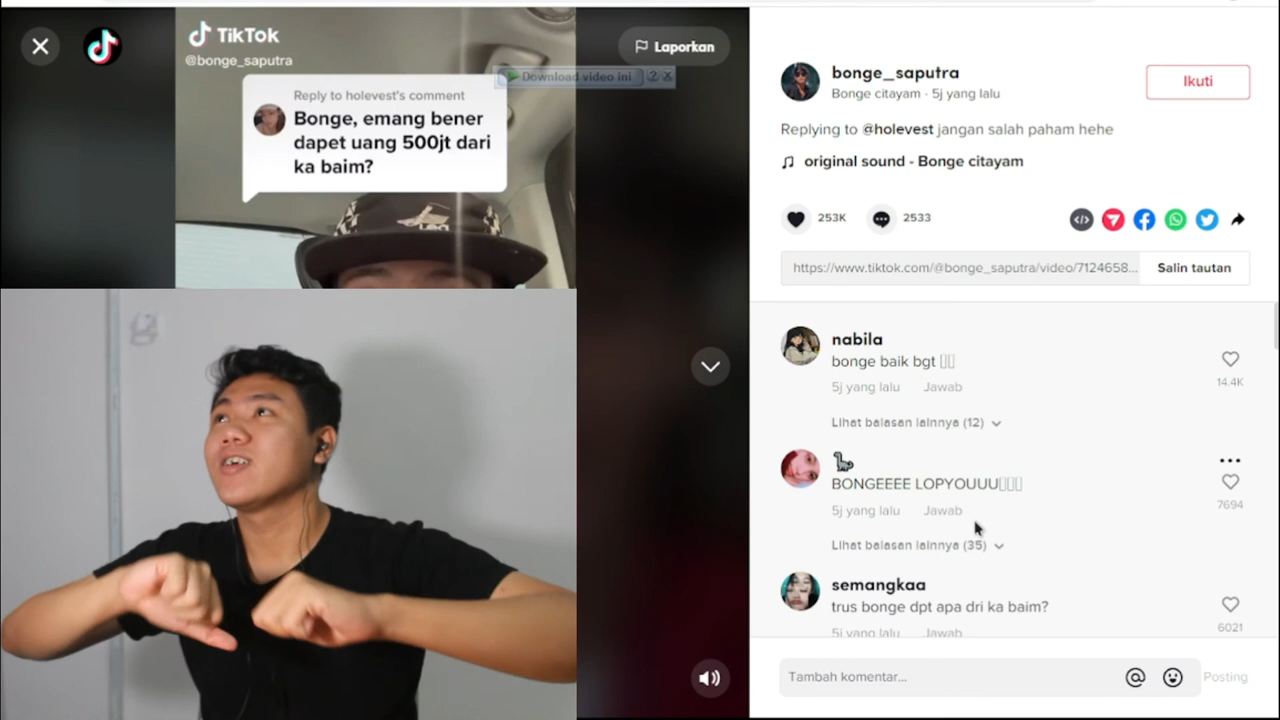 TikTok
@bonge_saputra
Laporkan
Download video ini
?
X
Reply to holevest's comment
Bonge, emang bener
dapet uang 500jt dari
ka baim?
bonge_saputra
Bonge citayam · 5j yang lalu
Ikuti
Replying to @holevest jangan salah paham hehe
original sound - Bonge citayam
253K
2533
https://www.tiktok.com/@bonge_saputra/video/7124658...
Salin tautan
nabila
bonge baik bgt
5j yang lalu Jawab
14.4K
Lihat balasan lainnya (12)
BONGEEEE LOPYOUUU
5j yang lalu Jawab
7694
Lihat balasan lainnya (35)
semangkaa
trus bonge dpt apa dri ka baim?
5j yang lalu Jawab
6021
Tambah komentar...
Posting